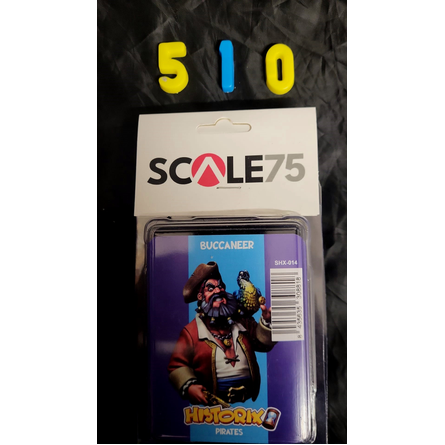 510
SCALE75
BUCCANEER
SHX-014
HISTORIX
PIRATES